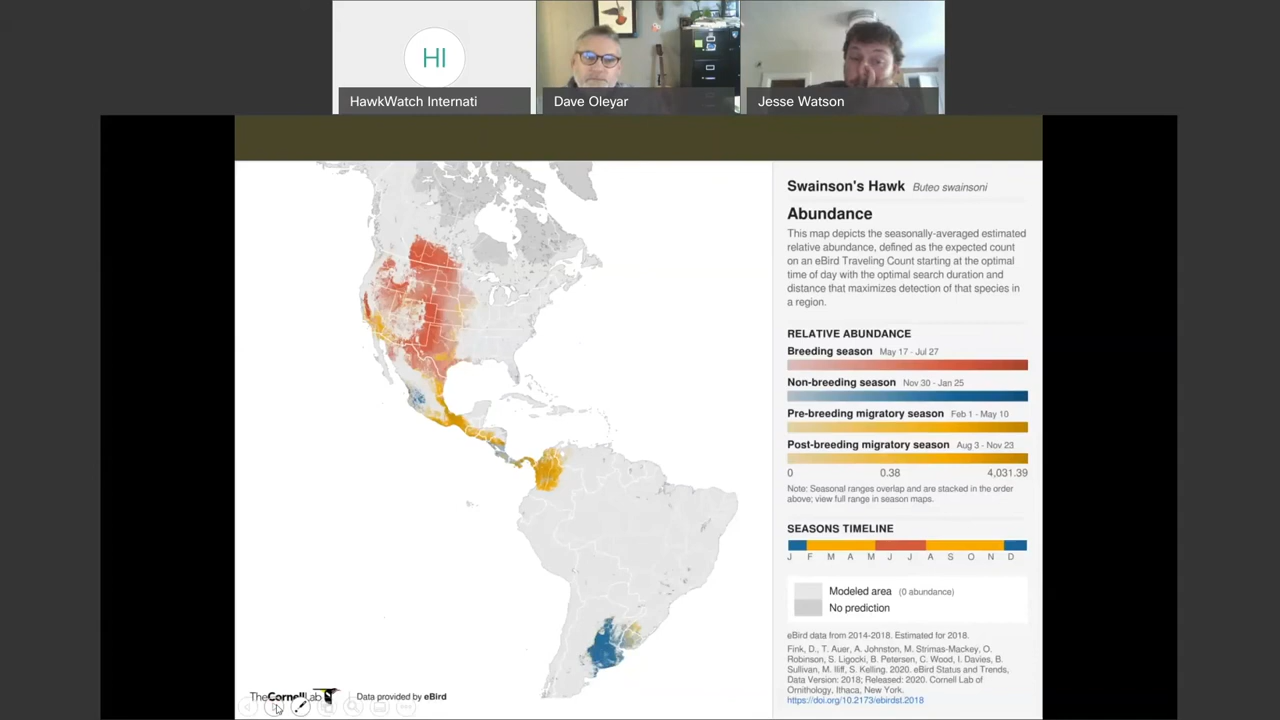 HI
HawkWatch Internati
Dave Oleyar
Jesse Watson
Swainson's Hawk Buteo swainsoni
Abundance
This map depicts the seasonally-averaged estimated
relative abundance, defined as the expected count
on an eBird Traveling Count starting at the optimal
time of day with the optimal search duration and
distance that maximizes detection of that species in
a region.
RELATIVE ABUNDANCE
Breeding season May 17 - Jul 27
Non-breeding season Nov 30 - Jan 25
Pre-breeding migratory season Feb 1 - May 10
Post-breeding migratory season Aug 3 - Nov 23
0 0.38 4,031.39
Note: Seasonal ranges overlap and are stacked in the order
above; view full range in season maps.
SEASONS TIMELINE
J F M A M J J A S O N D
Modeled area (0 abundance)
No prediction
eBird data from 2014-2018. Estimated for 2018.
Fink, D., T. Auer, A. Johnston, M. Strimas-Mackey, O.
Robinson, S. Ligocki, B. Petersen, C. Wood, I. Davies, B.
Sullivan, M. Iliff, S. Kelling. 2020. eBird Status and Trends,
Data Version: 2018; Released: 2020. Cornell Lab of
Ornithology, Ithaca, New York.
https://doi.org/10.2173/ebirdst.2018
TheCornellLab Data provided by eBird